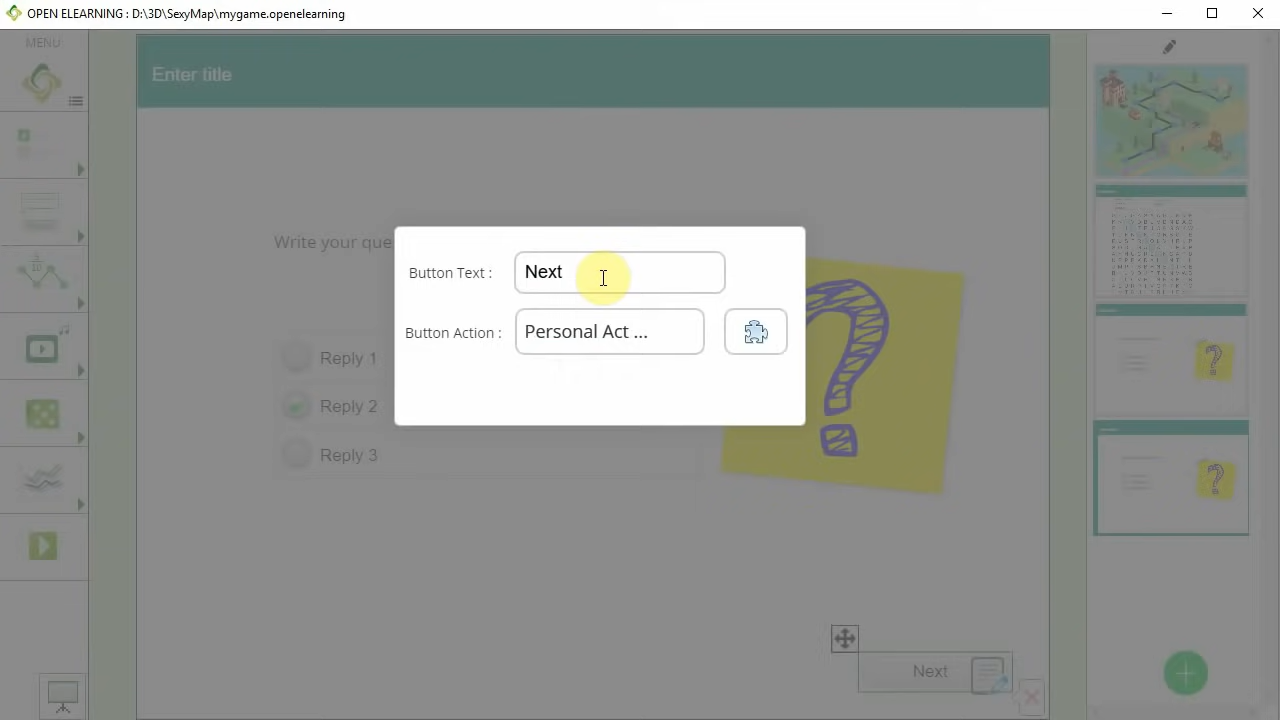 OPEN ELEARNING : D:\3D\SexyMap\mygame.openelearning
MENU
Enter title
Write your que
Button Text :
Next
Button Action :
Personal Act ...
Reply 1
Reply 2
Reply 3
Next